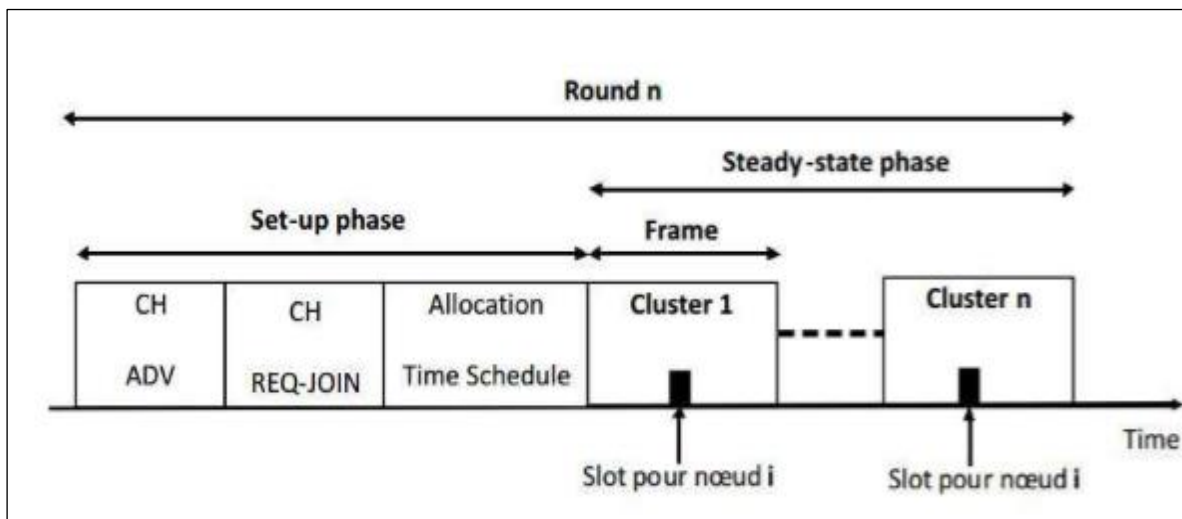 Round n
Steady-state phase
Set-up phase
Frame
CH
ADV
CH
REQ-JOIN
Allocation
Time Schedule
Cluster 1
Cluster n
Time
Slot pour nœud i
Slot pour nœud i